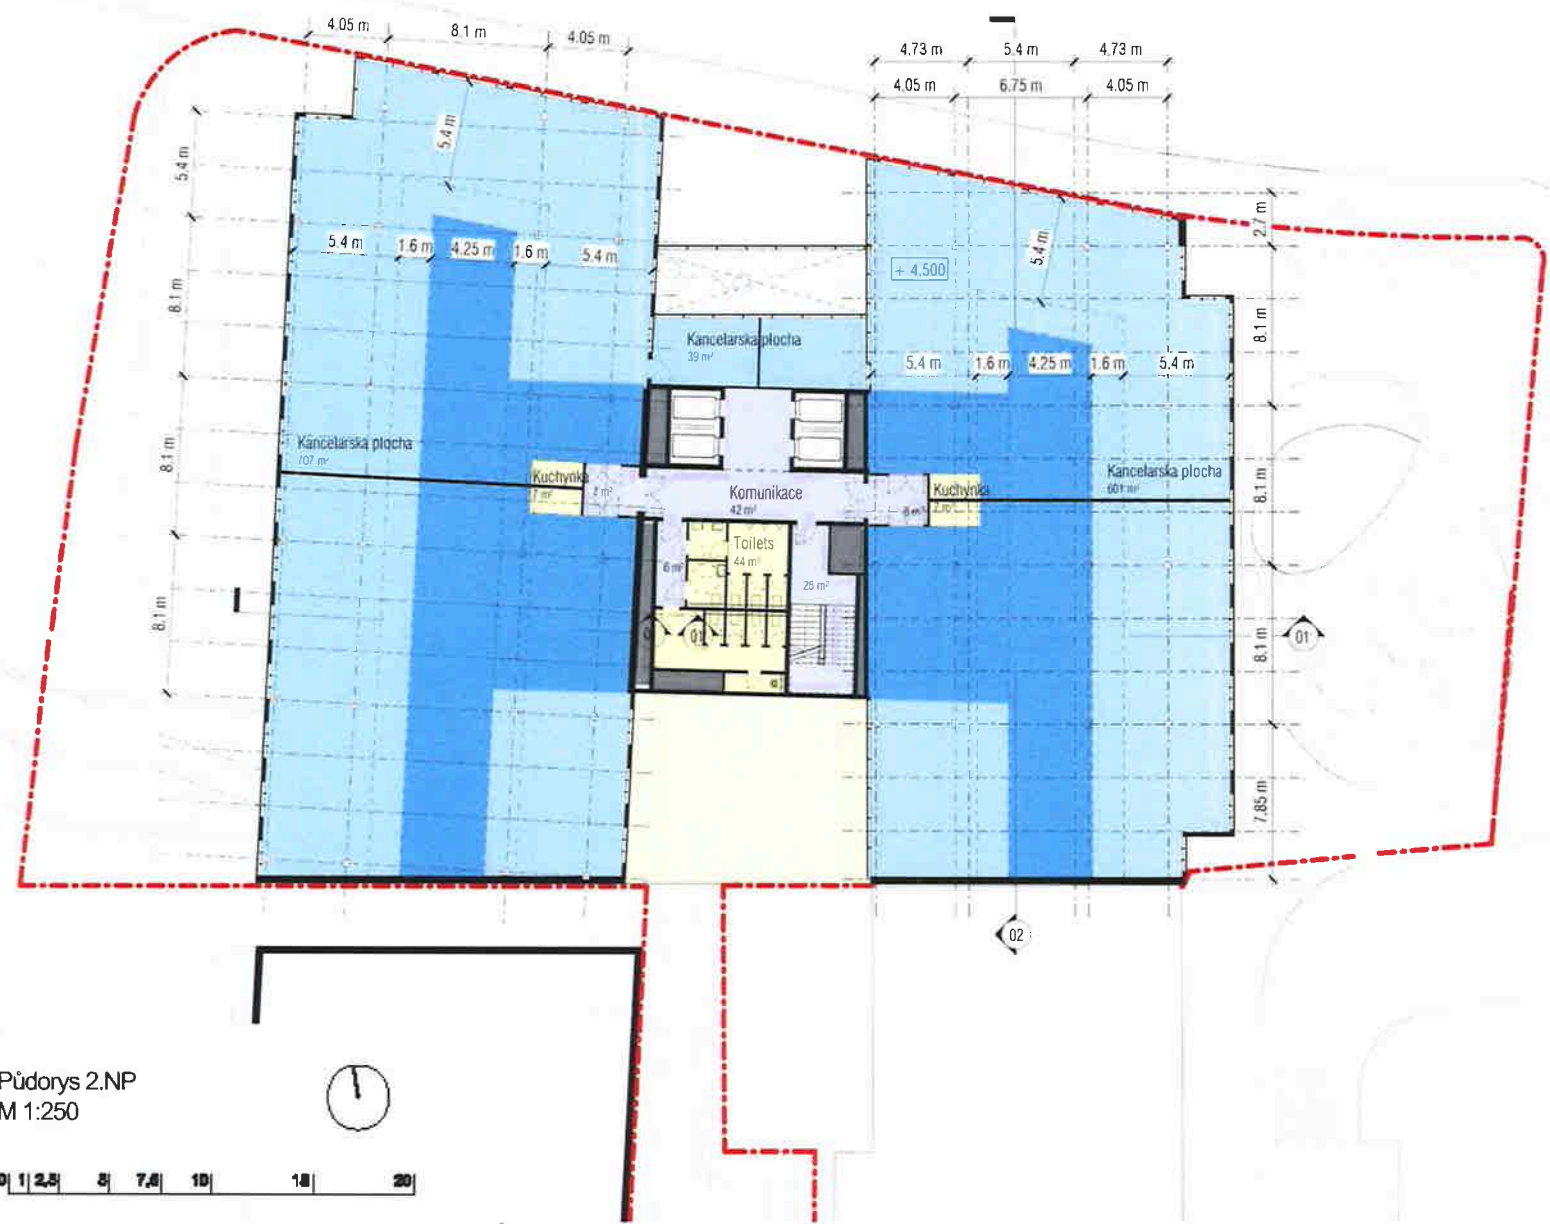 4.05 m
8.1 m
4.05 m
4.73 m
5.4 m
4.73 m
4.05 m
6.75 m
4.05 m
5.4 m
5.4 m
2.7 m
5.4 m
1.6 m
4.25 m
1.6 m
5.4 m
5.4 m
+ 4.500
8.1 m
8.1 m
Kancelarska plocha
39 m²
5.4 m
1.6 m
4.25 m
1.6 m
5.4 m
8.1 m
Kancelarska plocha
707 m²
Kuchynka
7 m²
Komunikace
42 m²
Kuchynka
8 m²
Kancelarska plocha
601 m²
8.1 m
Toilets
44 m²
6 m²
25 m²
8.1 m
01
8.1 m
01
7.85 m
02
Půdorys 2.NP
M 1:250
0 1 2,5 5 7,5 10 15 20